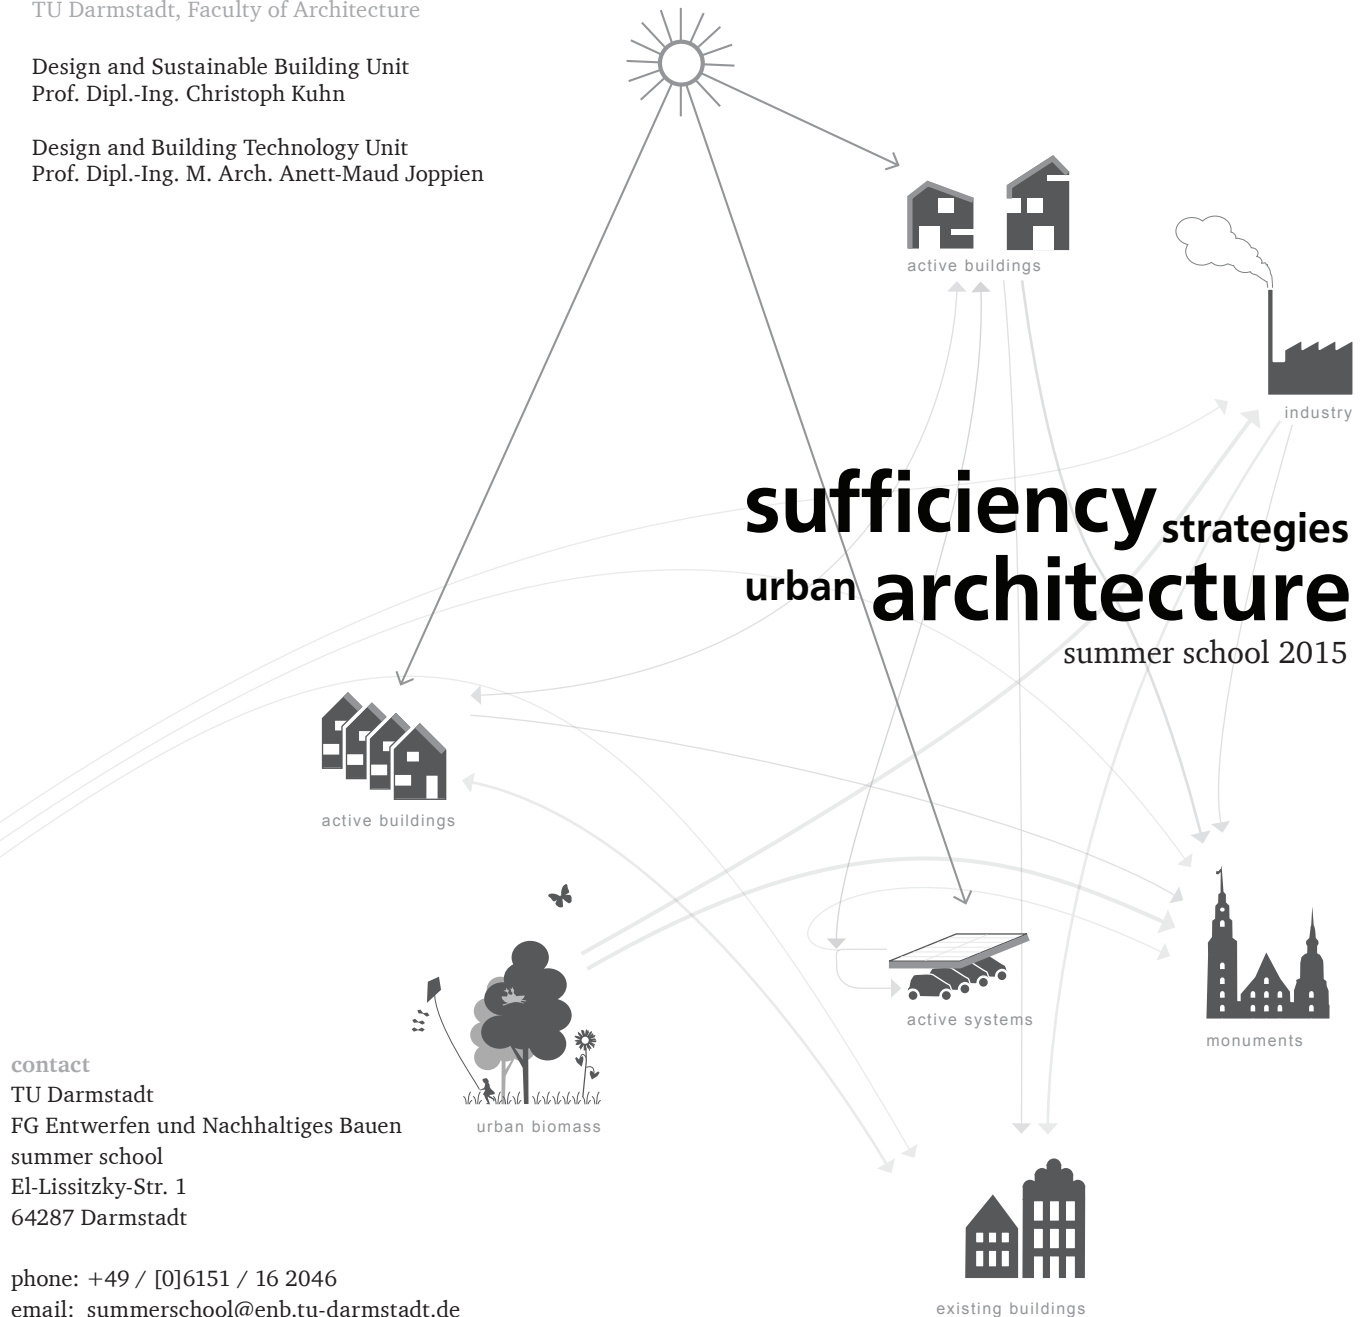 TU Darmstadt, Faculty of Architecture
Design and Sustainable Building Unit
Prof. Dipl.-Ing. Christoph Kuhn
Design and Building Technology Unit
Prof. Dipl.-Ing. M. Arch. Anett-Maud Joppien
active buildings
industry
sufficiency strategies
urban architecture
summer school 2015
active buildings
active systems
monuments
urban biomass
existing buildings
contact
TU Darmstadt
FG Entwerfen und Nachhaltiges Bauen
summer school
El-Lissitzky-Str. 1
64287 Darmstadt
phone: +49 / [0]6151 / 16 2046
email: summerschool@enb.tu-darmstadt.de